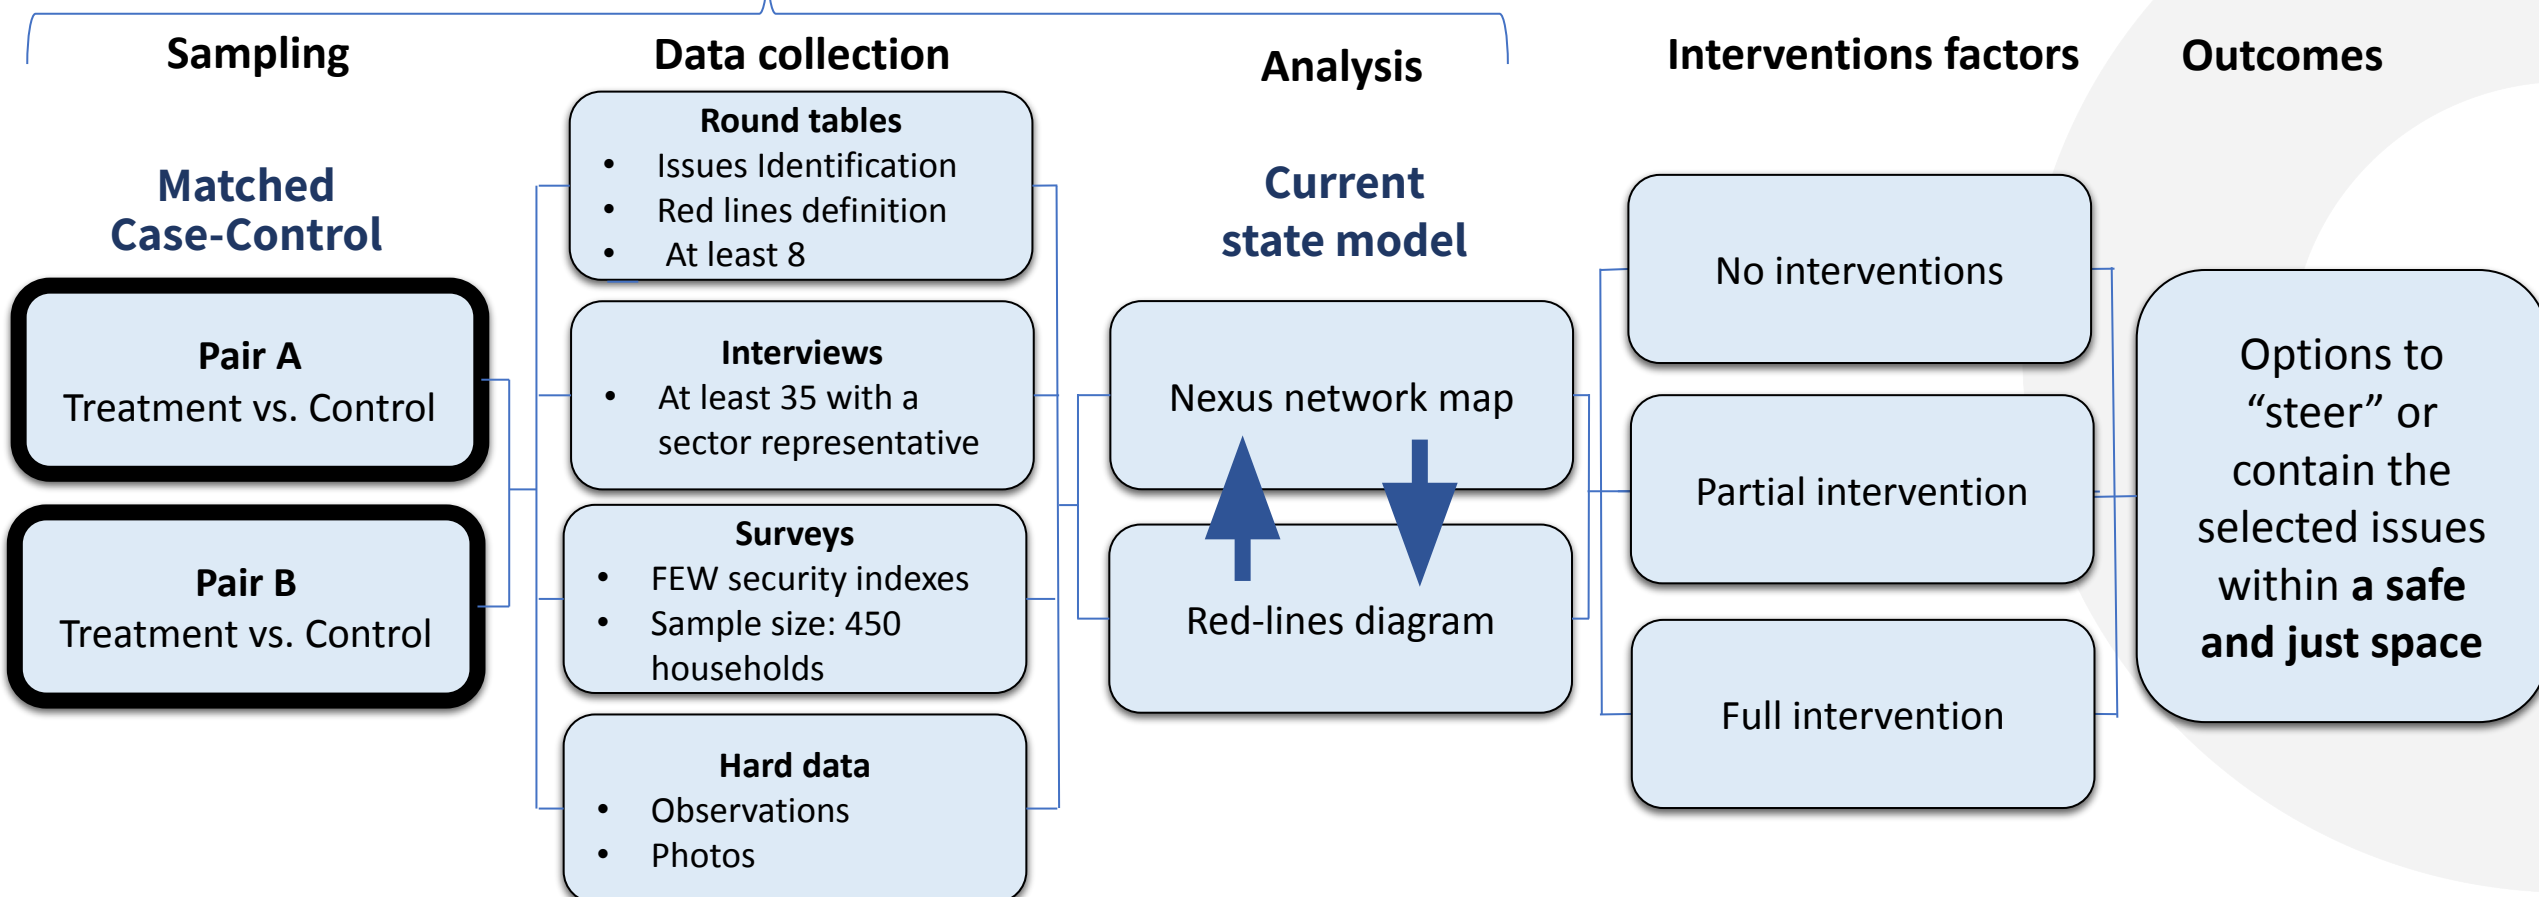 Sampling
Data collection
Analysis
Interventions factors
Outcomes
Matched
Case-Control
Pair A
Treatment vs. Control
Pair B
Treatment vs. Control
Round tables
• Issues Identification
• Red lines definition
• At least 8
Interviews
• At least 35 with a
sector representative
Surveys
• FEW security indexes
• Sample size: 450
households
Hard data
• Observations
• Photos
Current
state model
Nexus network map
Red-lines diagram
No interventions
Partial intervention
Full intervention
Options to
“steer” or
contain the
selected issues
within a safe
and just space